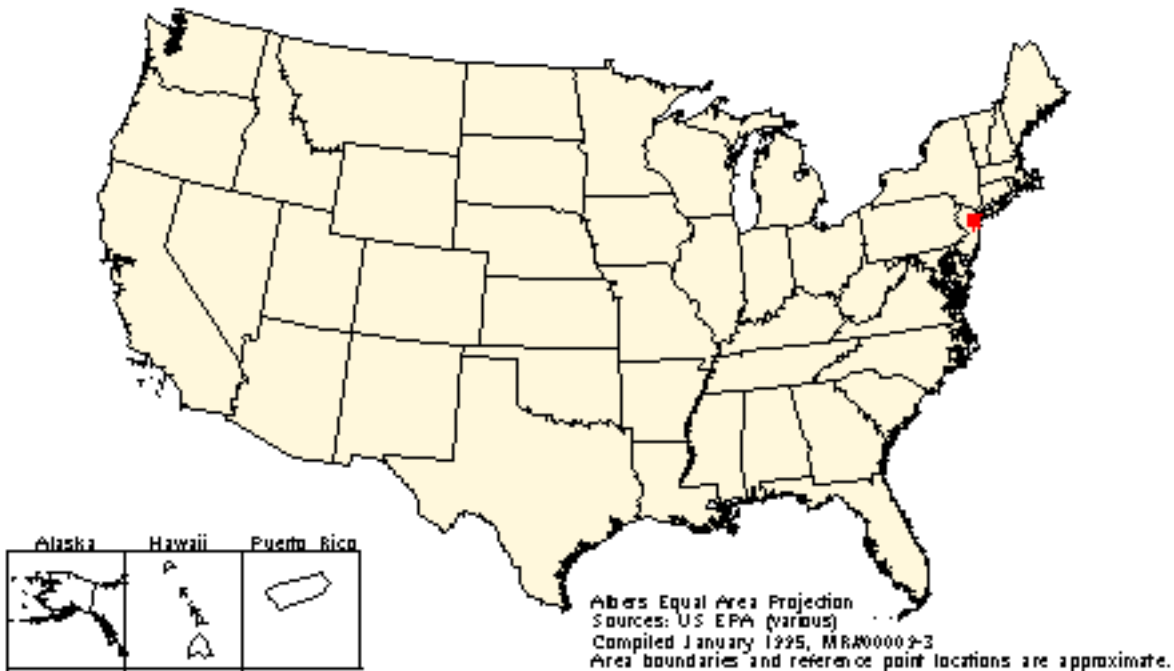 Alaska Hawaii Puerto Rico
Albers Equal Area Projection
Sources: US EPA (various)
Compiled January 1995, MR#00009-3
Area boundaries and reference point locations are approximate.